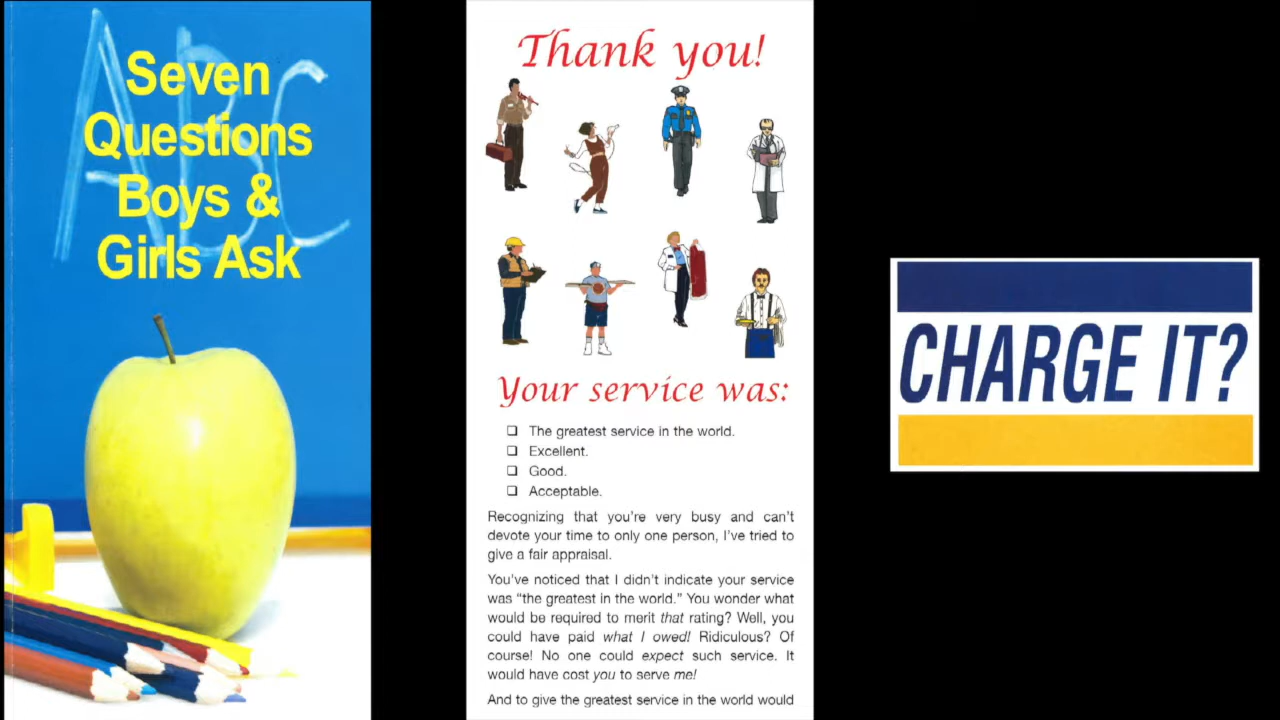 ABC
Seven
Questions
Boys &
Girls Ask
Thank you!
Your service was:
❑ The greatest service in the world.
❑ Excellent.
❑ Good.
❑ Acceptable.
Recognizing that you're very busy and can't
devote your time to only one person, I've tried to
give a fair appraisal.
You've noticed that I didn't indicate your service
was “the greatest in the world.” You wonder what
would be required to merit that rating? Well, you
could have paid what I owed! Ridiculous? Of
course! No one could expect such service. It
would have cost you to serve me!
And to give the greatest service in the world would
CHARGE IT?